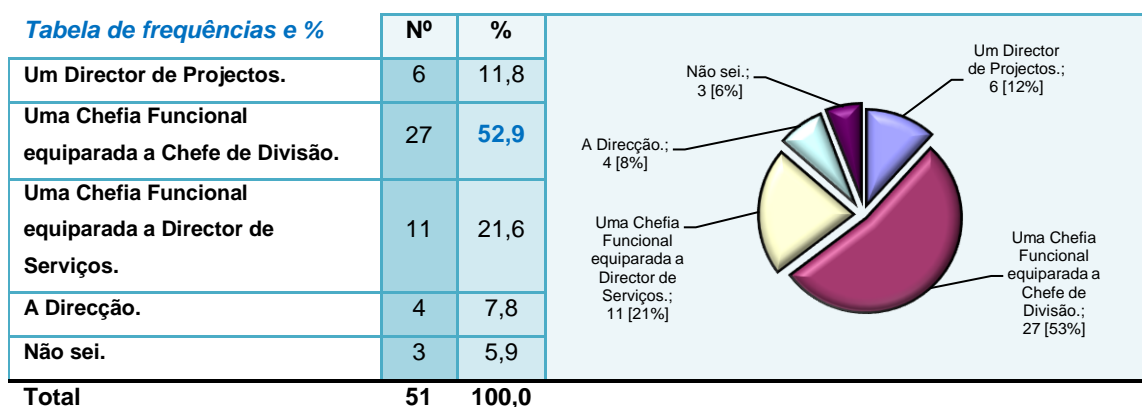 Tabela de frequências e % Nº %
Um Director de Projectos. 6 11,8
Uma Chefia Funcional
equiparada a Chefe de Divisão. 27 52,9
Uma Chefia Funcional
equiparada a Director de
Serviços. 11 21,6
A Direcção. 4 7,8
Não sei. 3 5,9
Total 51 100,0
Um Director
de Projectos.;
6 [12%]
Não sei.;
3 [6%]
A Direcção.;
4 [8%]
Uma Chefia
Funcional
equiparada a
Director de
Serviços.;
11 [21%]
Uma Chefia
Funcional
equiparada a
Chefe de
Divisão.;
27 [53%]